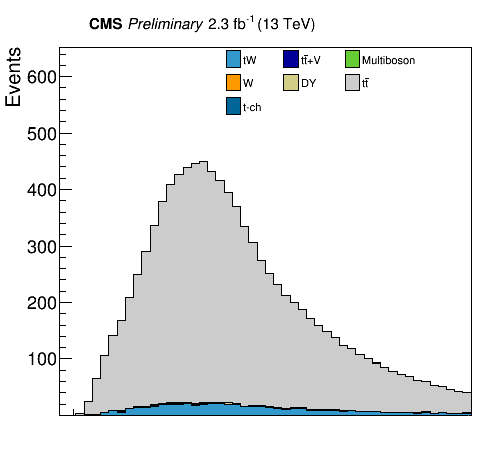 CMS Preliminary 2.3 fb⁻¹ (13 TeV)
Events
tW tt̄+V Multiboson
W DY tt̄
t-ch
600
500
400
300
200
100